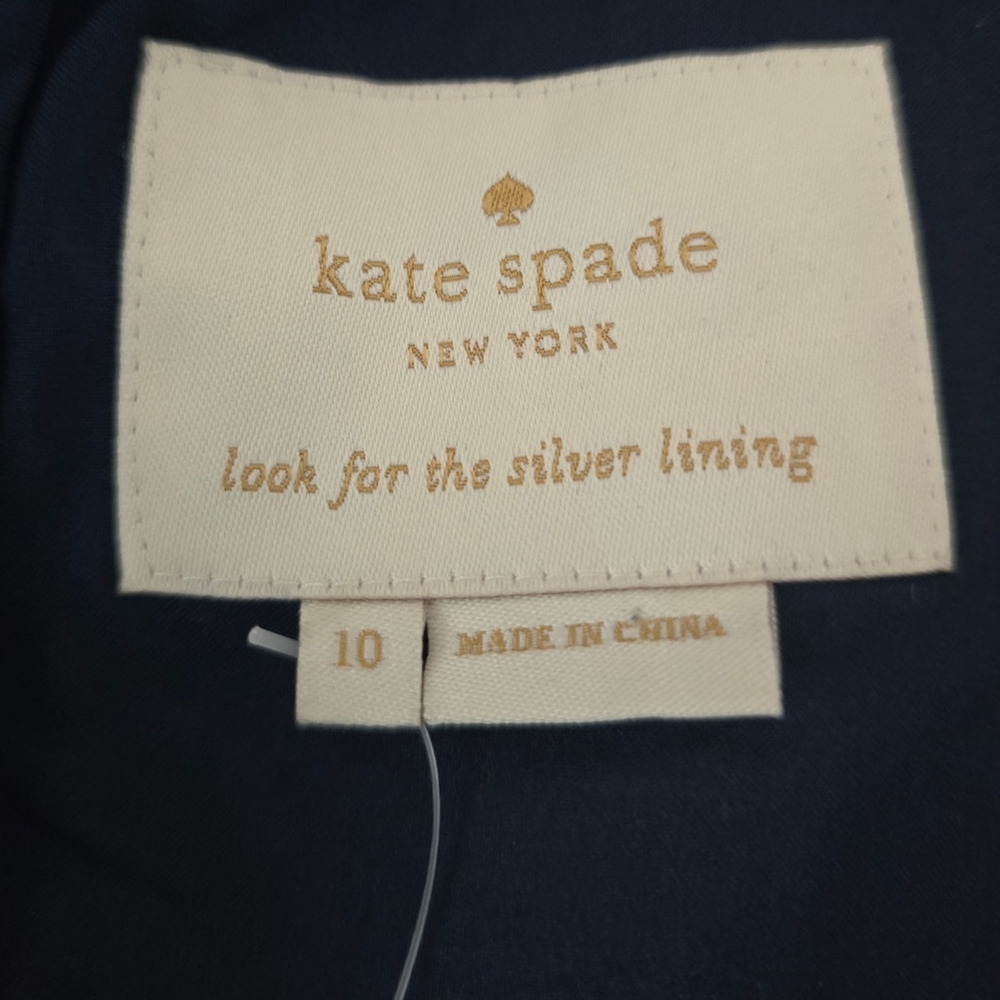 kate spade
NEW YORK
look for the silver lining
10
MADE IN CHINA